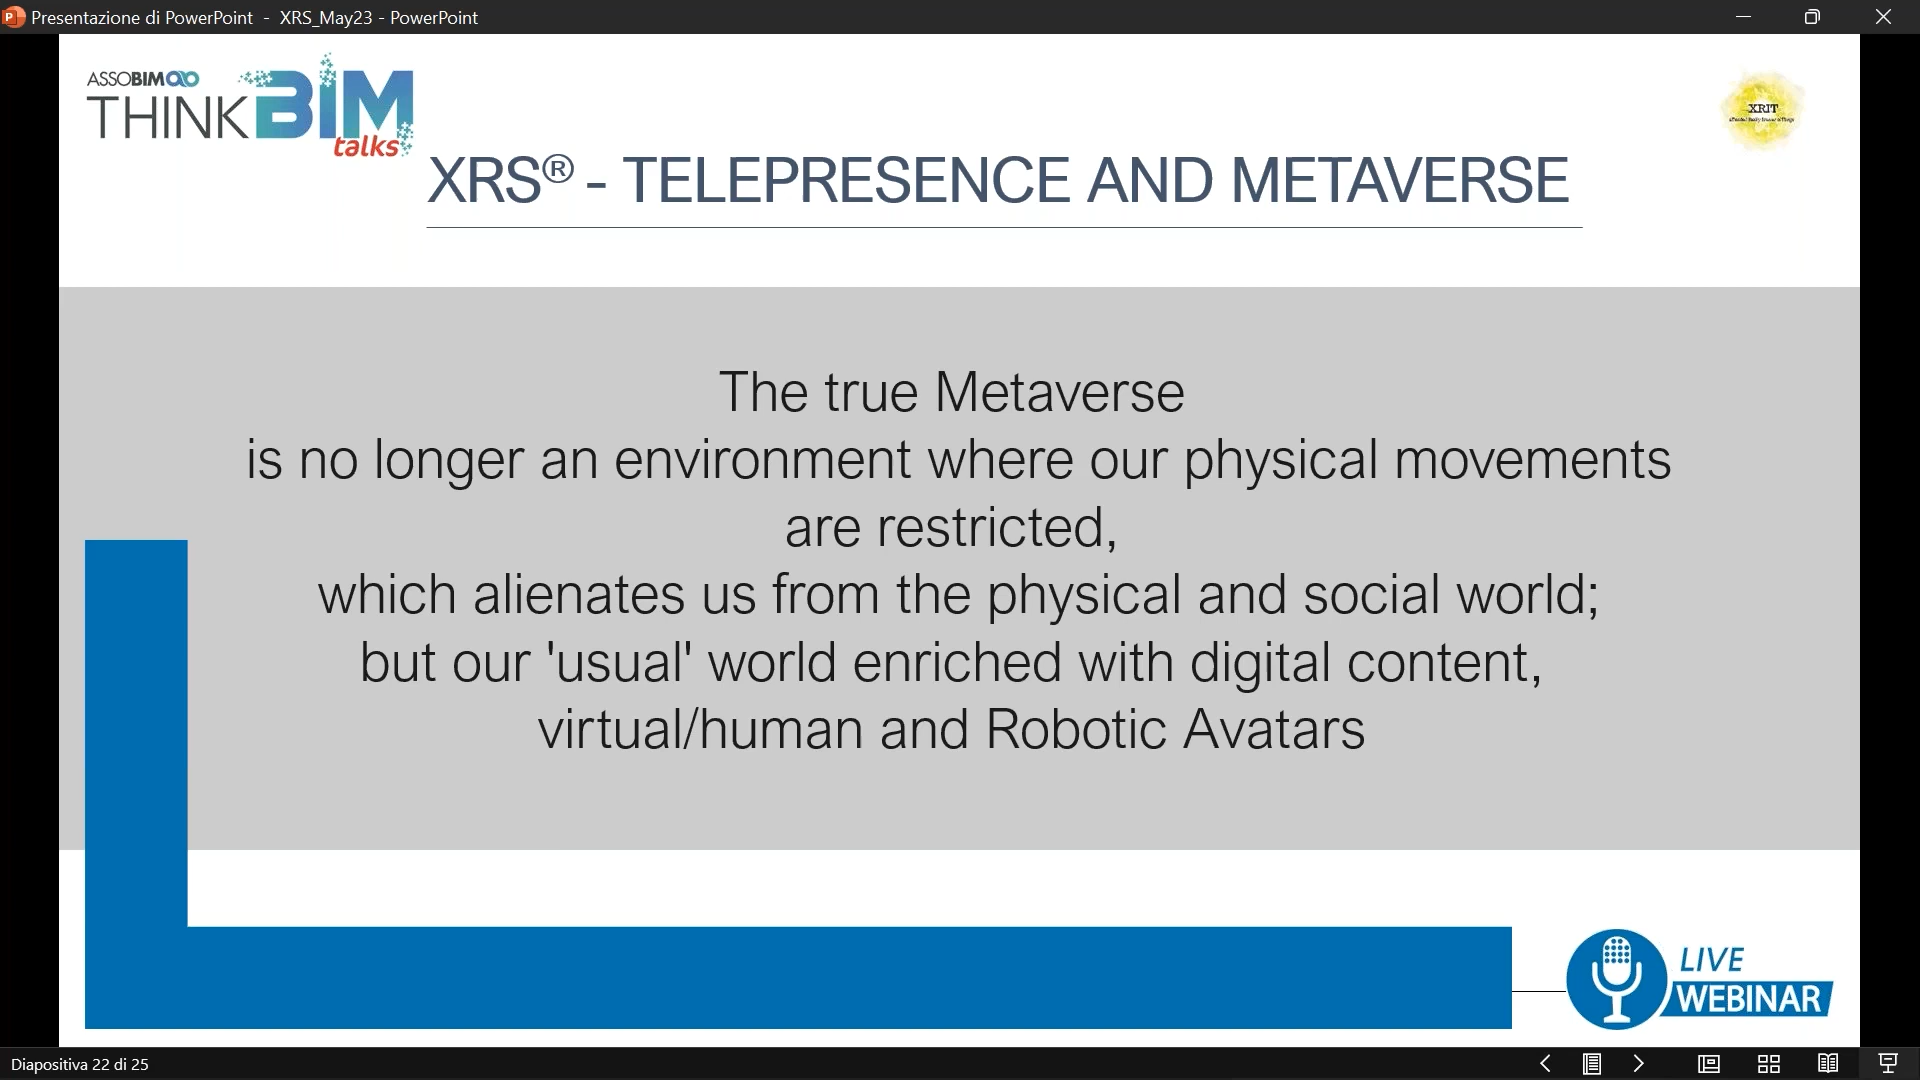 Presentazione di PowerPoint - XRS_May23 - PowerPoint
ASSOBIM
THINK BIM
talks
XRIT
XRS® - TELEPRESENCE AND METAVERSE
The true Metaverse
is no longer an environment where our physical movements
are restricted,
which alienates us from the physical and social world;
but our 'usual' world enriched with digital content,
virtual/human and Robotic Avatars
LIVE
WEBINAR
Diapositiva 22 di 25